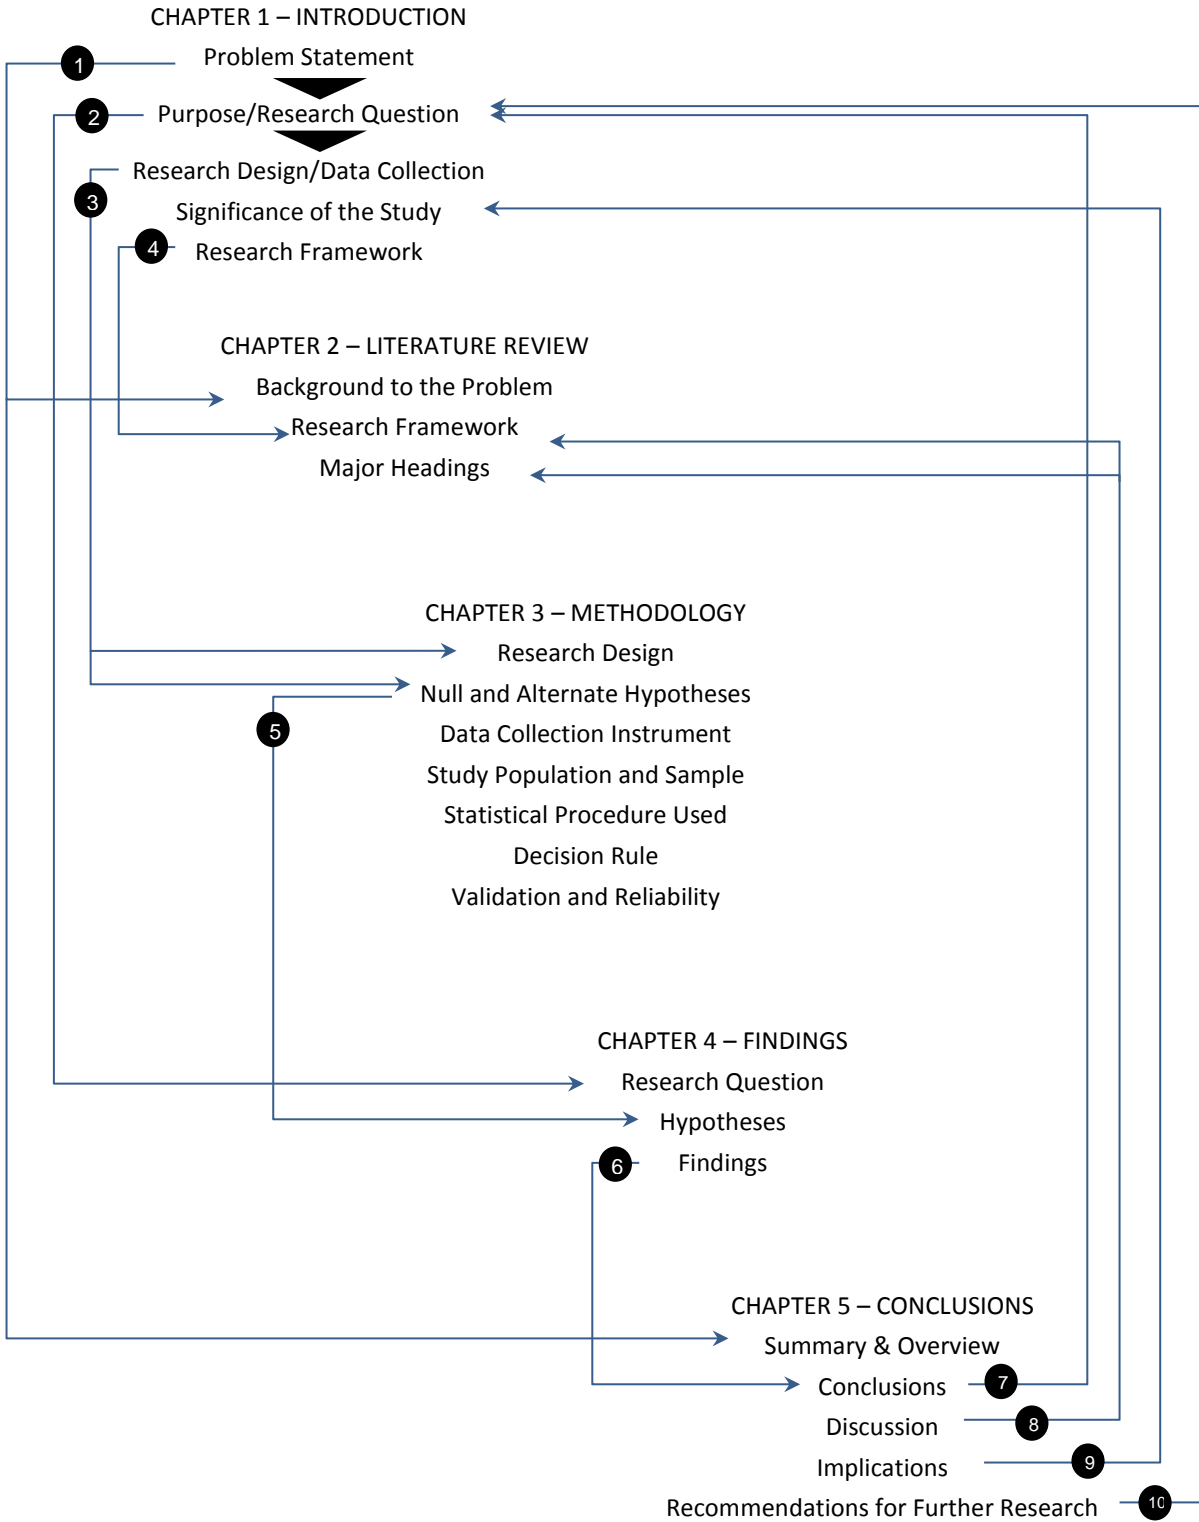 CHAPTER 1 – INTRODUCTION
1
Problem Statement
2
Purpose/Research Question
Research Design/Data Collection
3
Significance of the Study
4
Research Framework
CHAPTER 2 – LITERATURE REVIEW
Background to the Problem
Research Framework
Major Headings
CHAPTER 3 – METHODOLOGY
Research Design
Null and Alternate Hypotheses
5
Data Collection Instrument
Study Population and Sample
Statistical Procedure Used
Decision Rule
Validation and Reliability
CHAPTER 4 – FINDINGS
Research Question
Hypotheses
6
Findings
CHAPTER 5 – CONCLUSIONS
Summary & Overview
Conclusions
7
Discussion
8
Implications
9
Recommendations for Further Research
10